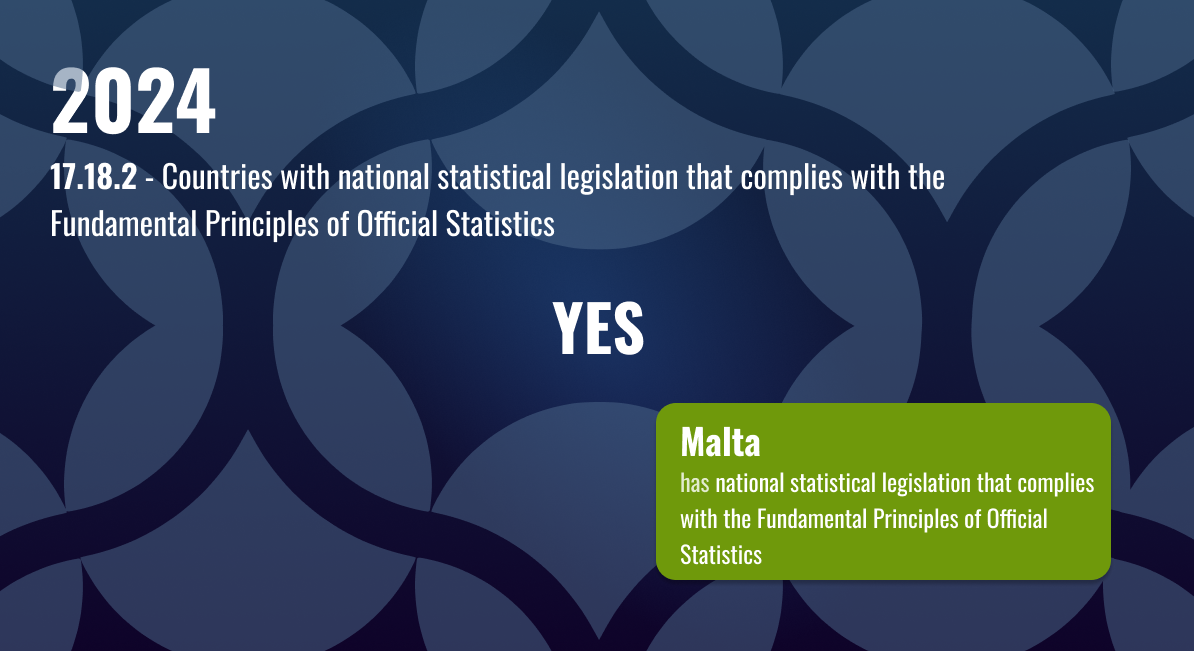 2024
17.18.2 - Countries with national statistical legislation that complies with the
Fundamental Principles of Official Statistics
YES
Malta
has national statistical legislation that complies
with the Fundamental Principles of Official
Statistics